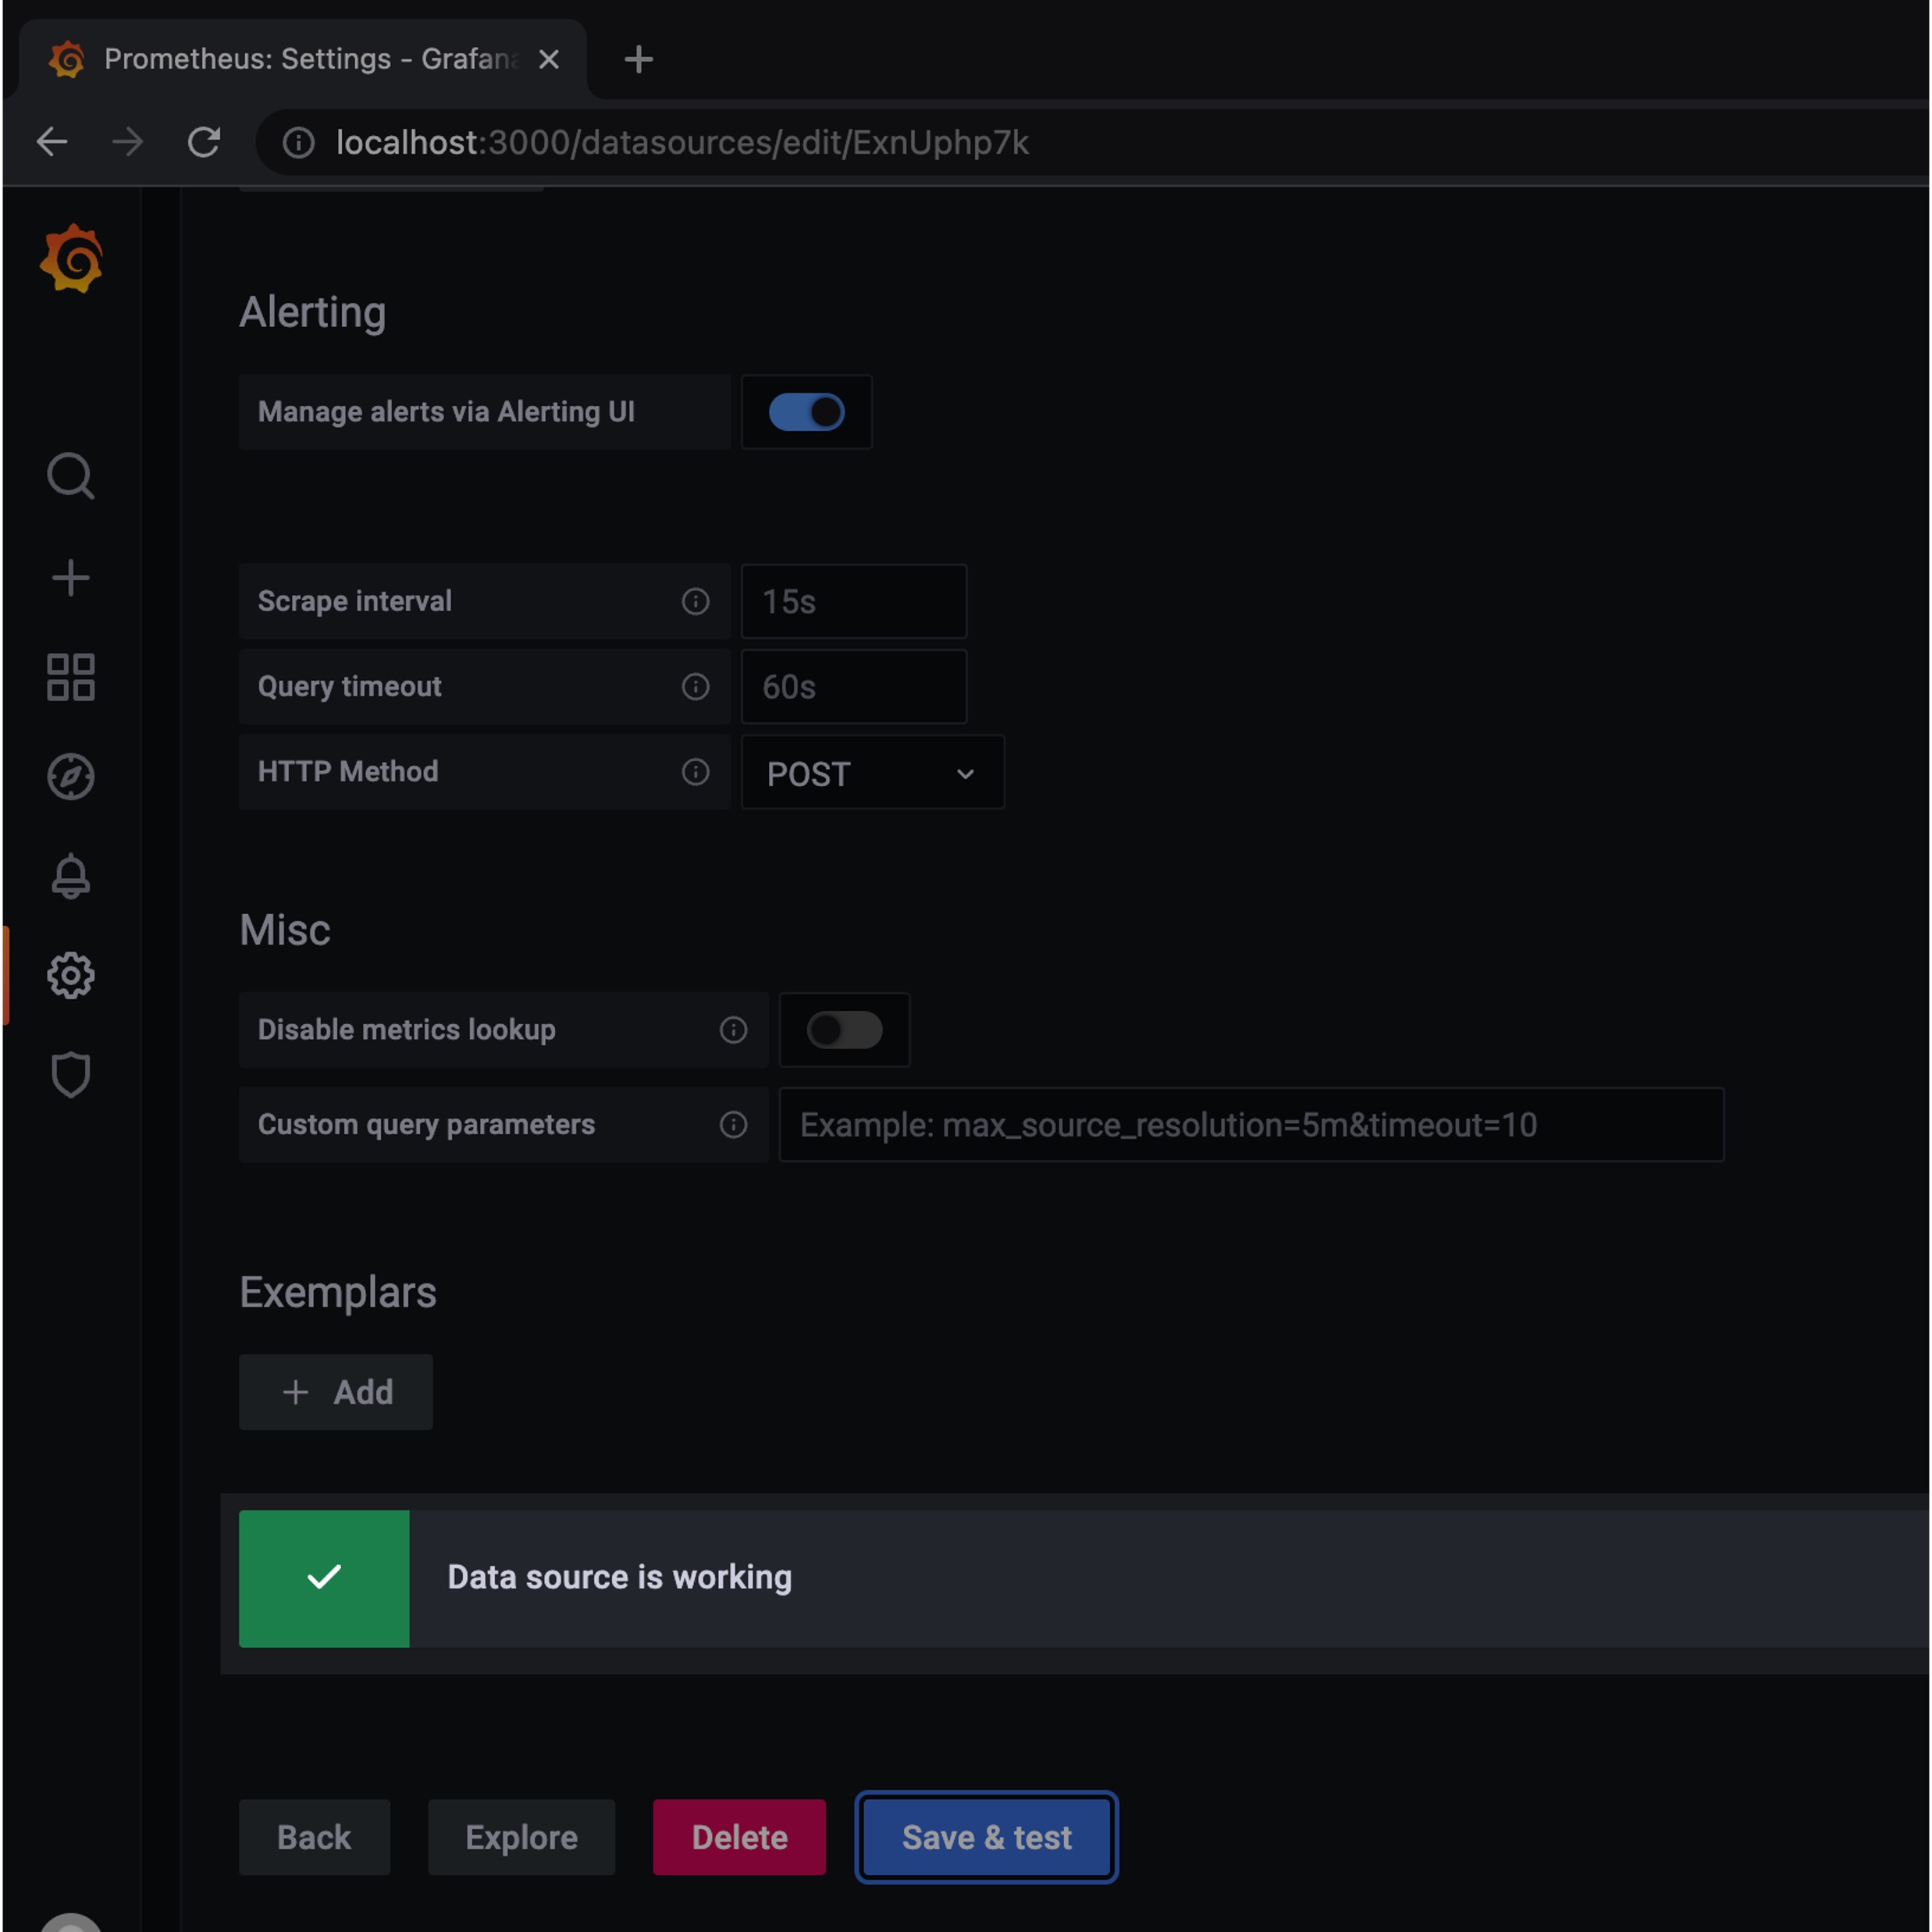 Prometheus: Settings - Grafana
localhost:3000/datasources/edit/ExnUphp7k
Alerting
Manage alerts via Alerting UI
Scrape interval 15s
Query timeout 60s
HTTP Method POST
Misc
Disable metrics lookup
Custom query parameters Example: max_source_resolution=5m&timeout=10
Exemplars
+ Add
Data source is working
Back Explore Delete Save & test